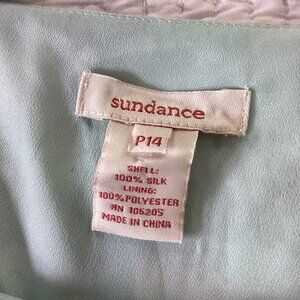 sundance
P14
SHELL:
100% SILK
LINING:
100%POLYESTER
RN 106205
MADE IN CHINA